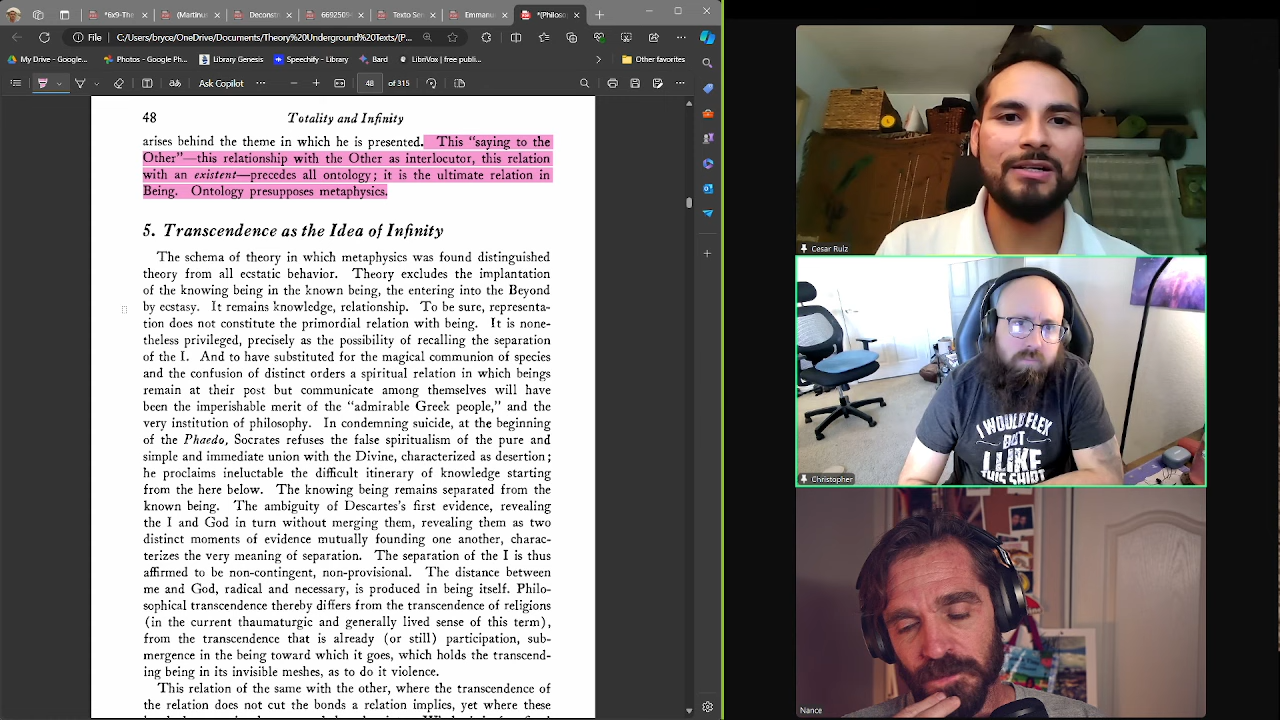 *6x9-The
(Martinus
Deconstr
6692509
Texto Se
Emmanu
*(Philoso
File
C:/Users/bryce/OneDrive/Documents/Theory%20Underground/Texts/(P...
My Drive - Google D...
Photos - Google Ph...
Library Genesis
Speechify - Library
Bard
LibriVox | free publi...
Other favorites
48 of 315
48 Totality and Infinity
arises behind the theme in which he is presented. This “saying to the
Other”—this relationship with the Other as interlocutor, this relation
with an existent—precedes all ontology; it is the ultimate relation in
Being. Ontology presupposes metaphysics.
5. Transcendence as the Idea of Infinity
The schema of theory in which metaphysics was found distinguished
theory from all ecstatic behavior. Theory excludes the implantation
of the knowing being in the known being, the entering into the Beyond
by ecstasy. It remains knowledge, relationship. To be sure, representa-
tion does not constitute the primordial relation with being. It is none-
theless privileged, precisely as the possibility of recalling the separation
of the I. And to have substituted for the magical communion of species
and the confusion of distinct orders a spiritual relation in which beings
remain at their post but communicate among themselves will have
been the imperishable merit of the “admirable Greek people,” and the
very institution of philosophy. In condemning suicide, at the beginning
of the Phaedo, Socrates refuses the false spiritualism of the pure and
simple and immediate union with the Divine, characterized as desertion;
he proclaims ineluctable the difficult itinerary of knowledge starting
from the here below. The knowing being remains separated from the
known being. The ambiguity of Descartes’s first evidence, revealing
the I and God in turn without merging them, revealing them as two
distinct moments of evidence mutually founding one another, charac-
terizes the very meaning of separation. The separation of the I is thus
affirmed to be non-contingent, non-provisional. The distance between
me and God, radical and necessary, is produced in being itself. Philo-
sophical transcendence thereby differs from the transcendence of religions
(in the current thaumaturgic and generally lived sense of this term),
from the transcendence that is already (or still) participation, sub-
mergence in the being toward which it goes, which holds the transcend-
ing being in its invisible meshes, as to do it violence.
This relation of the same with the other, where the transcendence of
the relation does not cut the bonds a relation implies, yet where these
Cesar Ruiz
I WOULD FLEX
BUT
I LIKE
THIS SHIRT
Christopher
Nance